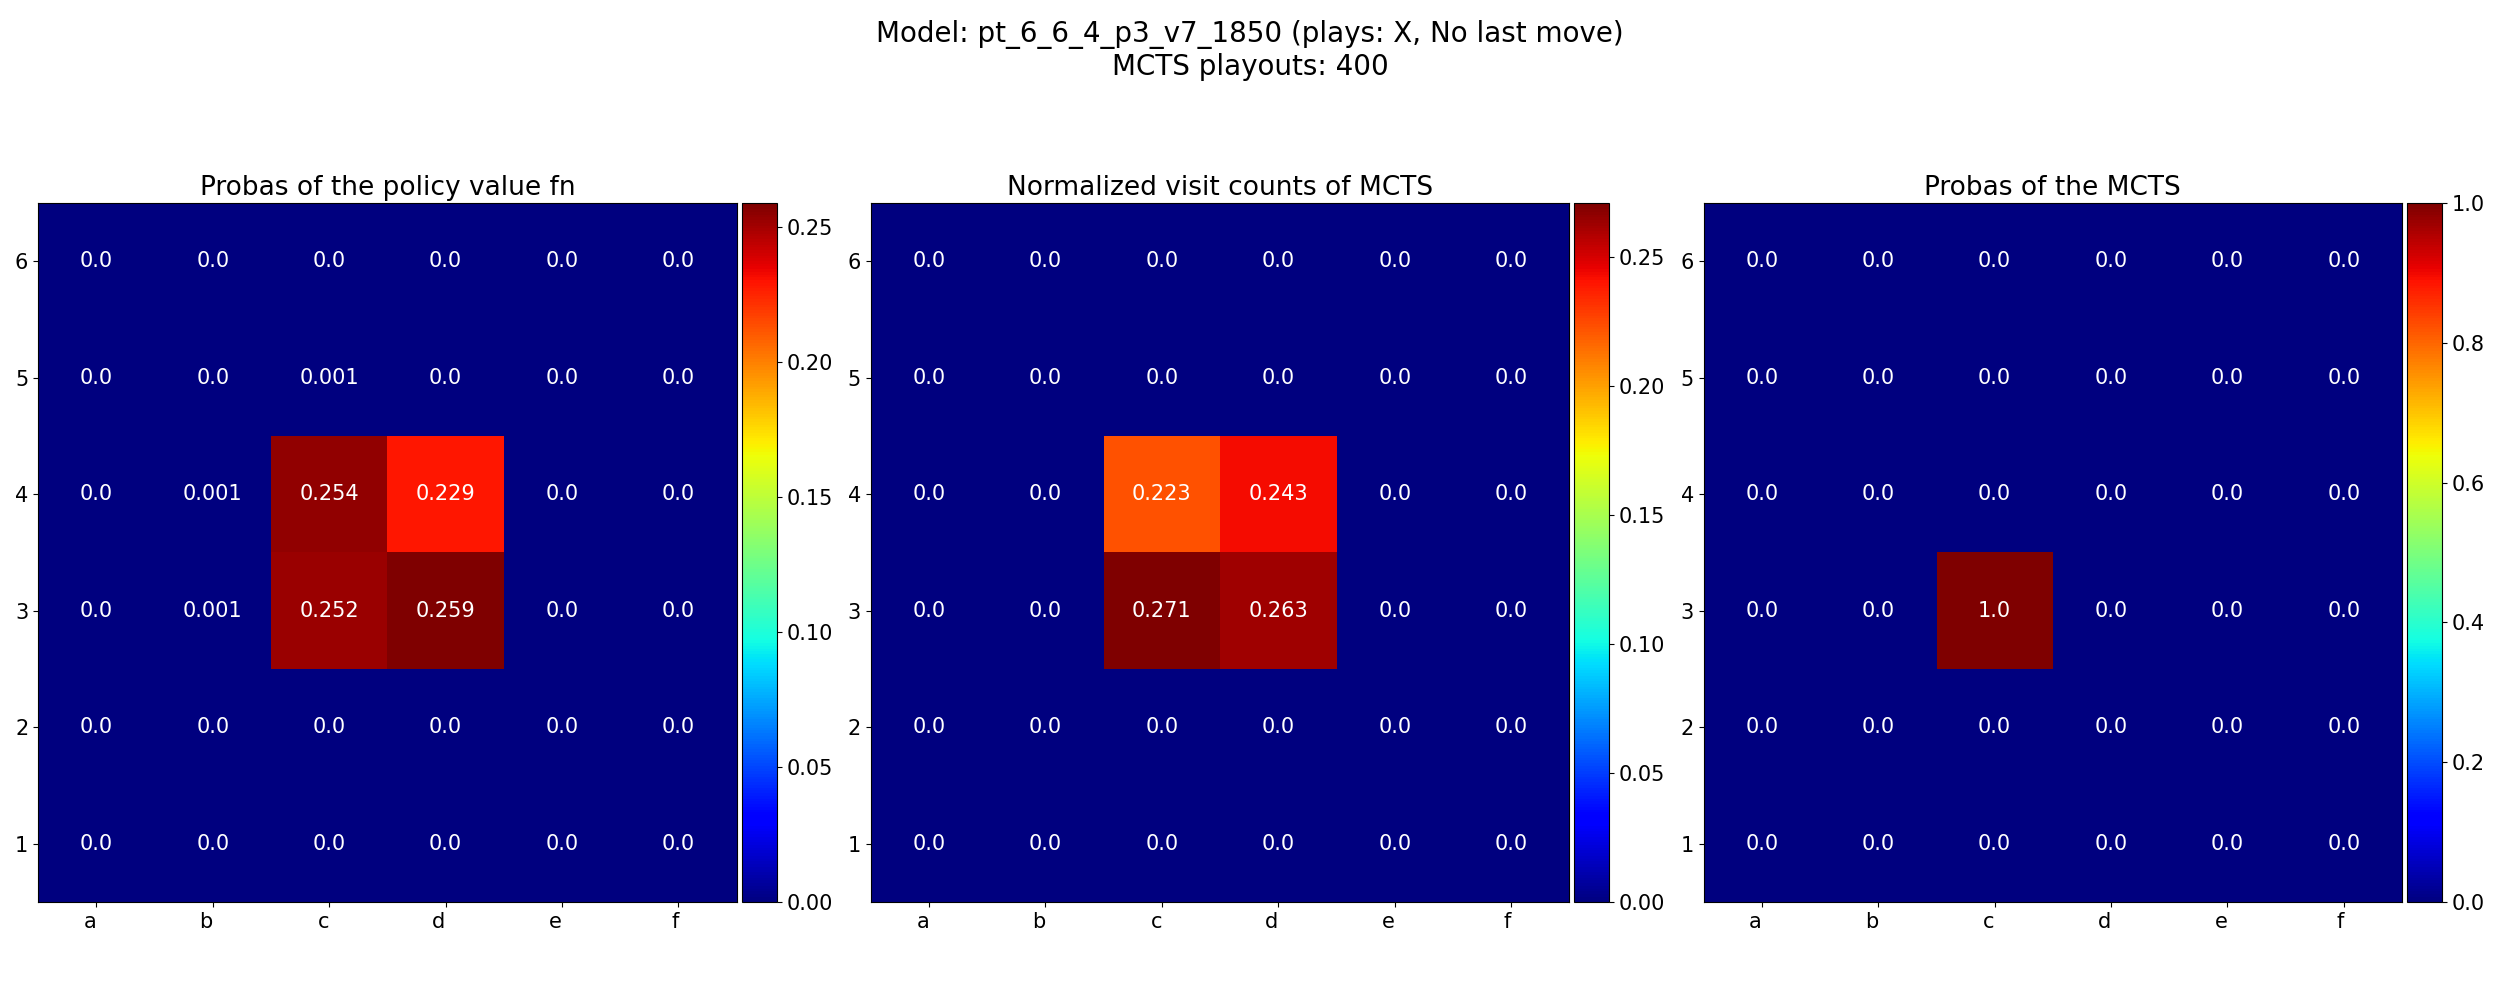 Model: pt_6_6_4_p3_v7_1850 (plays: X, No last move)
MCTS playouts: 400
Probas of the policy value fn
6 0.0 0.0 0.0 0.0 0.0 0.0
5 0.0 0.0 0.001 0.0 0.0 0.0
4 0.0 0.001 0.254 0.229 0.0 0.0
3 0.0 0.001 0.252 0.259 0.0 0.0
2 0.0 0.0 0.0 0.0 0.0 0.0
1 0.0 0.0 0.0 0.0 0.0 0.0
a b c d e f
0.25
0.20
0.15
0.10
0.05
0.00
Normalized visit counts of MCTS
6 0.0 0.0 0.0 0.0 0.0 0.0
5 0.0 0.0 0.0 0.0 0.0 0.0
4 0.0 0.0 0.223 0.243 0.0 0.0
3 0.0 0.0 0.271 0.263 0.0 0.0
2 0.0 0.0 0.0 0.0 0.0 0.0
1 0.0 0.0 0.0 0.0 0.0 0.0
a b c d e f
0.25
0.20
0.15
0.10
0.05
0.00
Probas of the MCTS
6 0.0 0.0 0.0 0.0 0.0 0.0
5 0.0 0.0 0.0 0.0 0.0 0.0
4 0.0 0.0 0.0 0.0 0.0 0.0
3 0.0 0.0 1.0 0.0 0.0 0.0
2 0.0 0.0 0.0 0.0 0.0 0.0
1 0.0 0.0 0.0 0.0 0.0 0.0
a b c d e f
1.0
0.8
0.6
0.4
0.2
0.0